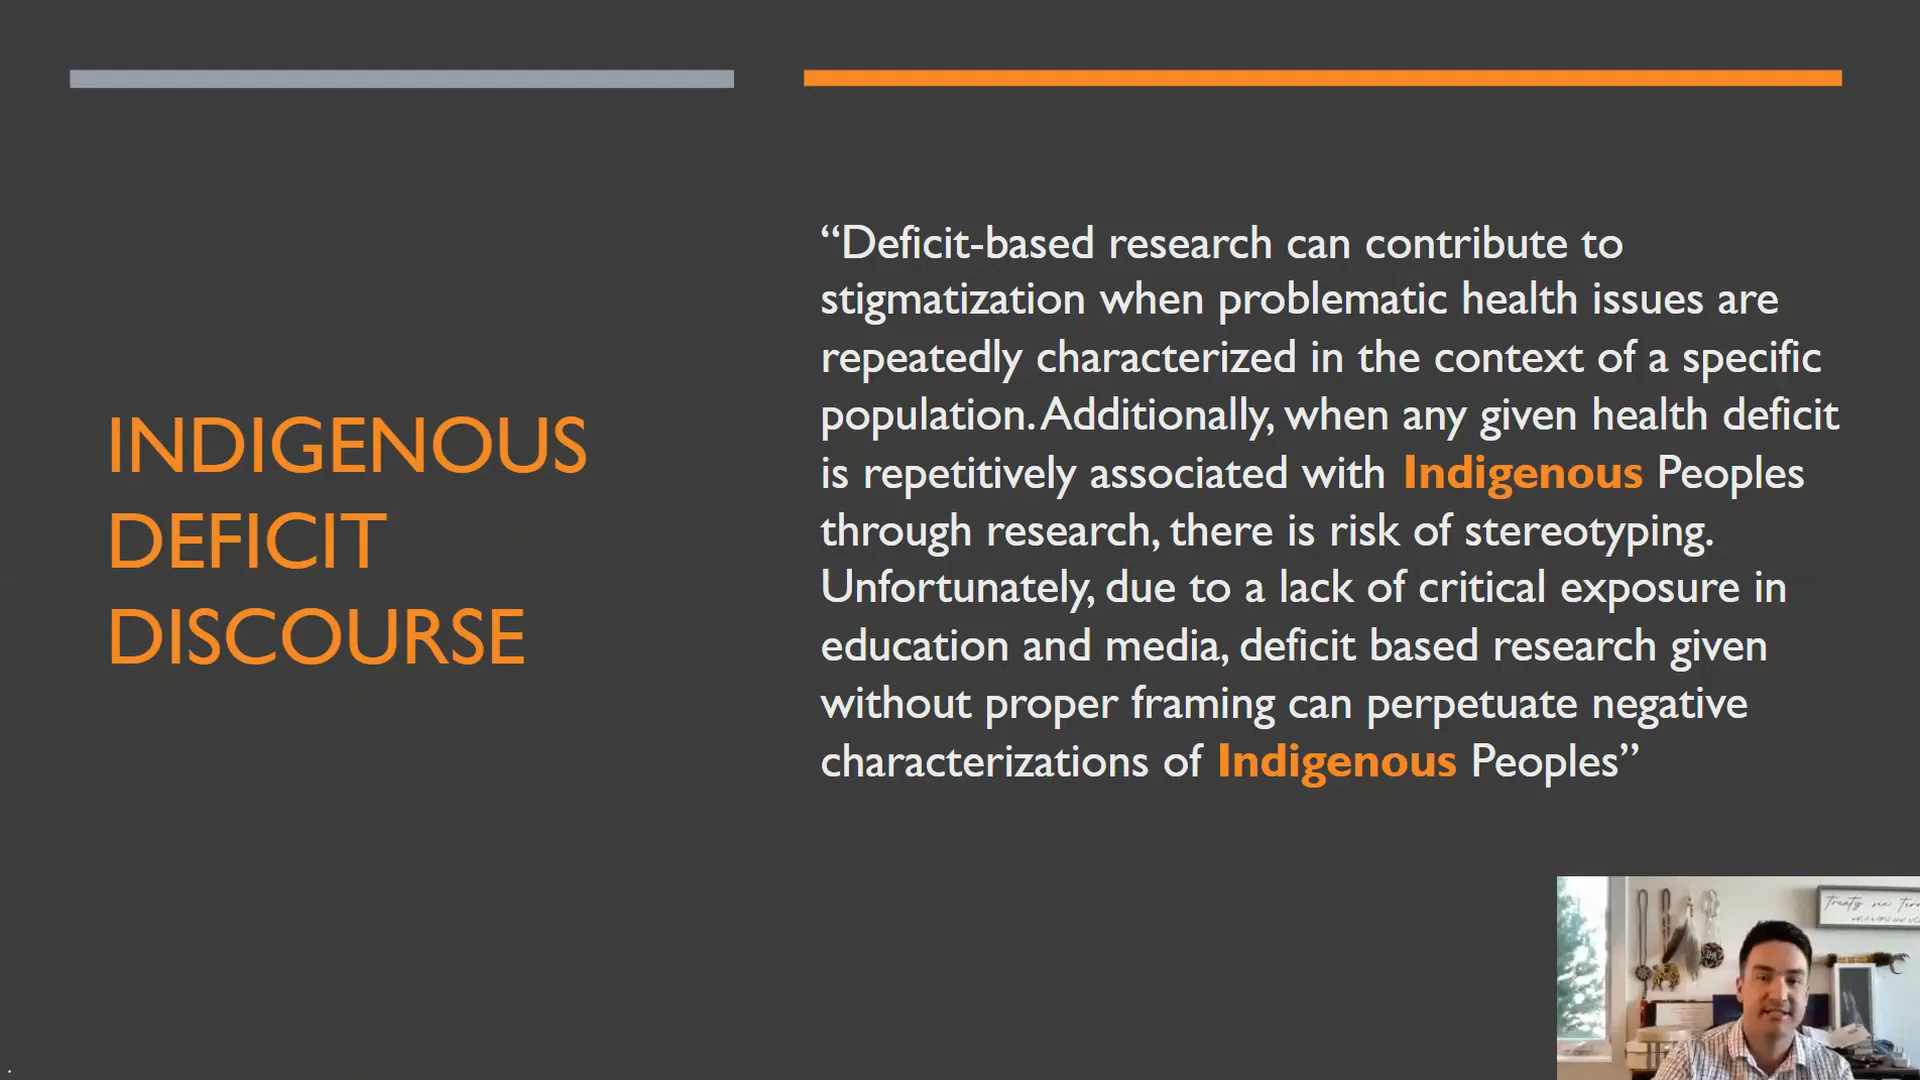 INDIGENOUS
DEFICIT
DISCOURSE
“Deficit-based research can contribute to
stigmatization when problematic health issues are
repeatedly characterized in the context of a specific
population. Additionally, when any given health deficit
is repetitively associated with Indigenous Peoples
through research, there is risk of stereotyping.
Unfortunately, due to a lack of critical exposure in
education and media, deficit based research given
without proper framing can perpetuate negative
characterizations of Indigenous Peoples”
Treaty six